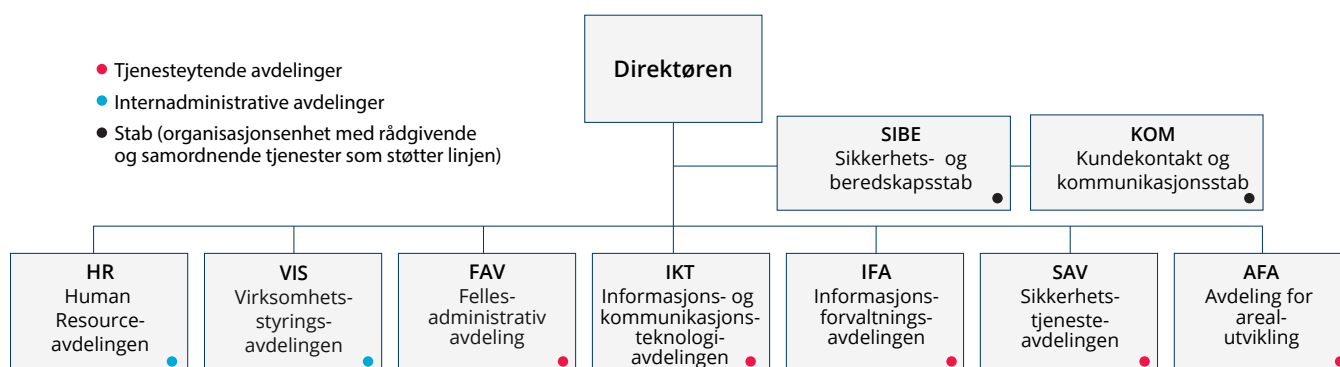 Direktøren
Tjenesteytende avdelinger
Internadministrative avdelinger
Stab (organisasjonsenhet med rådgivende
og samordnende tjenester som støtter linjen)
SIBE
Sikkerhets- og
beredskapsstab
KOM
Kundekontakt og
kommunikasjonsstab
HR
Human
Resource-
avdelingen
VIS
Virksomhets-
styrings-
avdelingen
FAV
Felles-
administrativ
avdeling
IKT
Informasjons- og
kommunikasjons-
teknologi-
avdelingen
IFA
Informasjons-
forvaltnings-
avdelingen
SAV
Sikkerhets-
tjeneste-
avdelingen
AFA
Avdeling for
areal-
utvikling